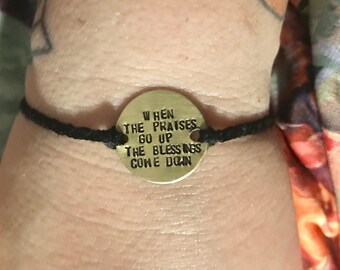 WHEN
THE PRAISES
GO UP
THE BLESSINGS
COME DOWN